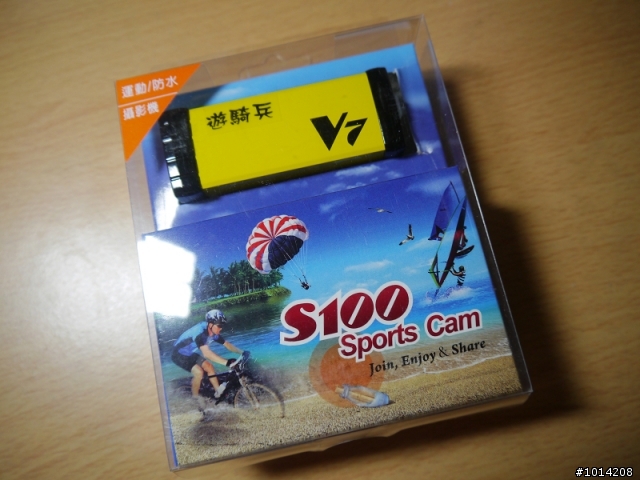 運動/防水
攝影機
遊騎兵
V7
S100
Sports Cam
Join, Enjoy & Share
#1014208